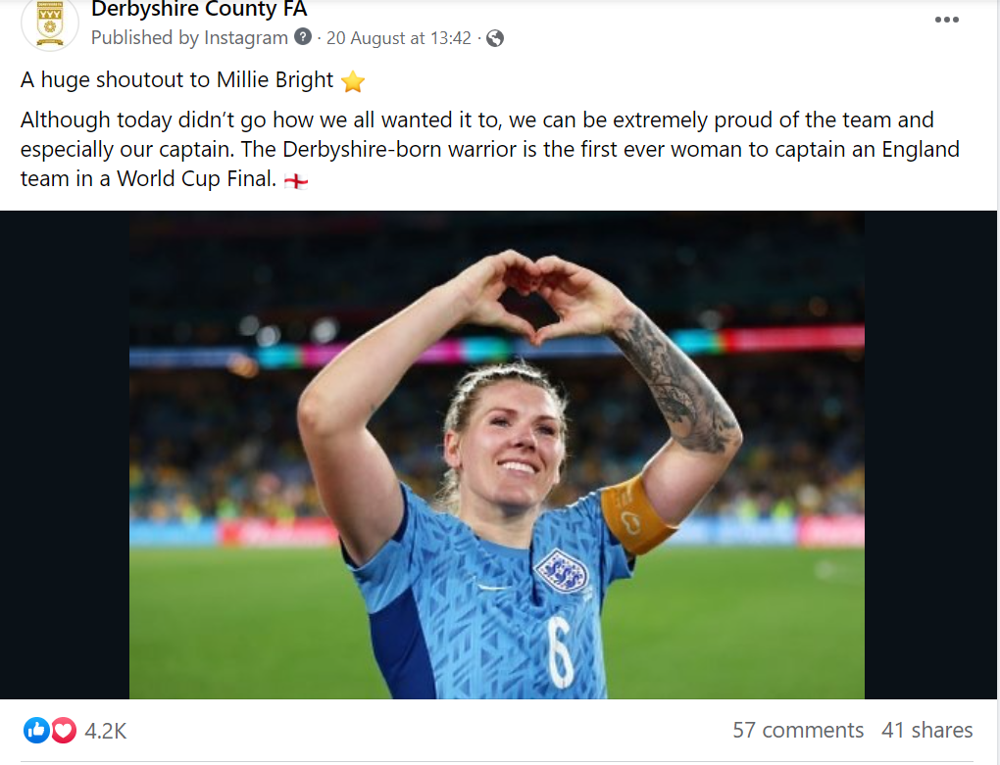 Derbyshire County FA
Published by Instagram · 20 August at 13:42 ·
A huge shoutout to Millie Bright ⭐
Although today didn’t go how we all wanted it to, we can be extremely proud of the team and
especially our captain. The Derbyshire-born warrior is the first ever woman to captain an England
team in a World Cup Final. 🏴󠁧󠁢󠁥󠁮󠁧󠁿
6
4.2K
57 comments 41 shares